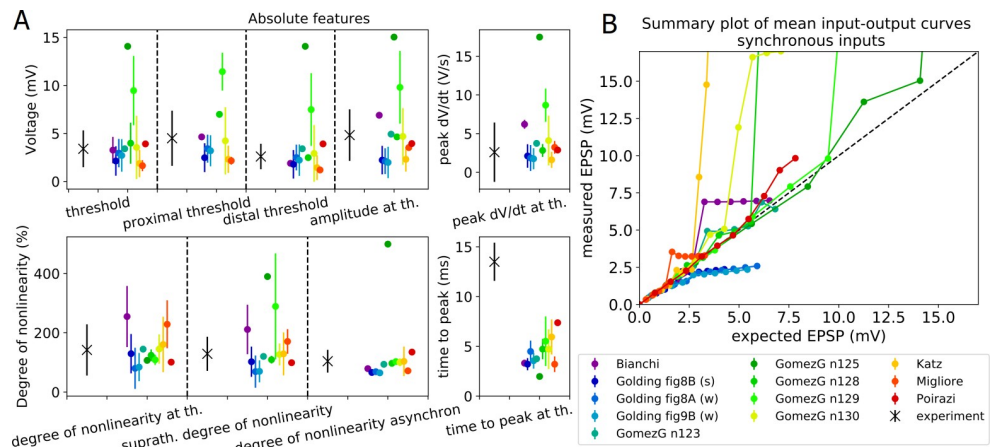 A
Absolute features
Voltage (mV)
15
10
5
0
threshold
proximal threshold
distal threshold
amplitude at th.
peak dV/dt (V/s)
15
10
5
0
peak dV/dt at th.
Degree of nonlinearity (%)
400
200
0
degree of nonlinearity at th.
suprath. degree of nonlinearity
degree of nonlinearity asynchron
time to peak (ms)
15
10
5
0
time to peak at th.
B
Summary plot of mean input-output curves
synchronous inputs
measured EPSP (mV)
15.0
12.5
10.0
7.5
5.0
2.5
0.0
0.0 2.5 5.0 7.5 10.0 12.5 15.0
expected EPSP (mV)
Bianchi
Golding fig8B (s)
Golding fig8A (w)
Golding fig9B (w)
GomezG n123
GomezG n125
GomezG n128
GomezG n129
GomezG n130
Katz
Migliore
Poirazi
experiment